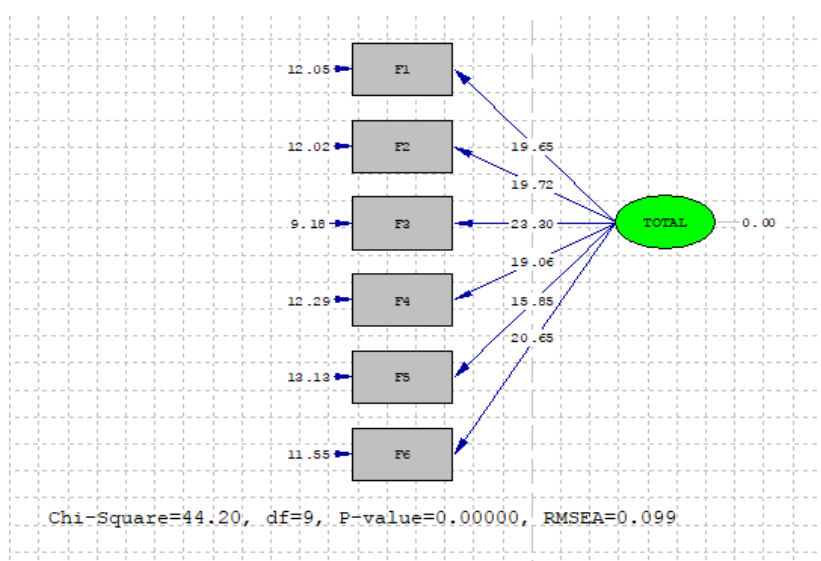 12.05 F1
19.65
12.02 F2
19.72
9.18 F3 23.30 TOTAL 0.00
19.06
12.29 F4 15.85
20.65
13.13 F5
11.55 F6
Chi-Square=44.20, df=9, P-value=0.00000, RMSEA=0.099